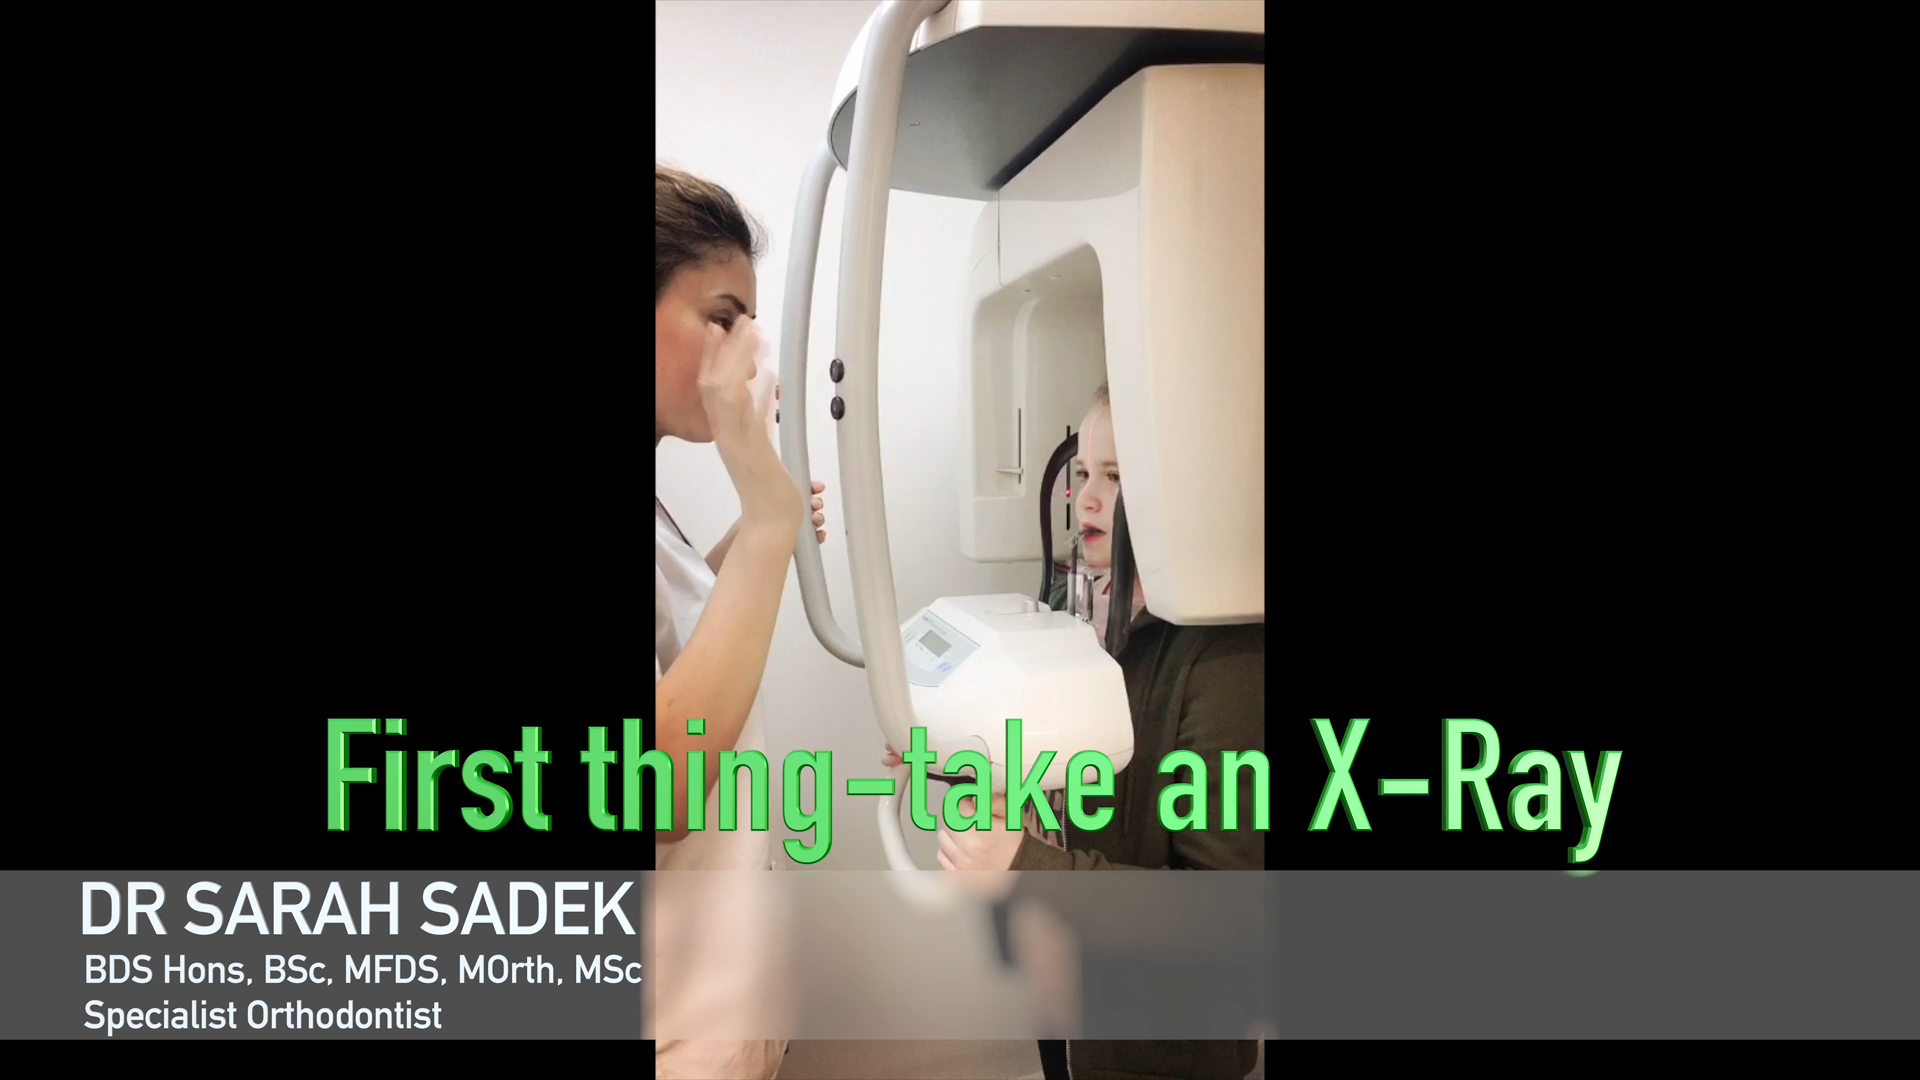 First thing-take an X-Ray
DR SARAH SADEK
BDS Hons, BSc, MFDS, MOrth, MSc
Specialist Orthodontist